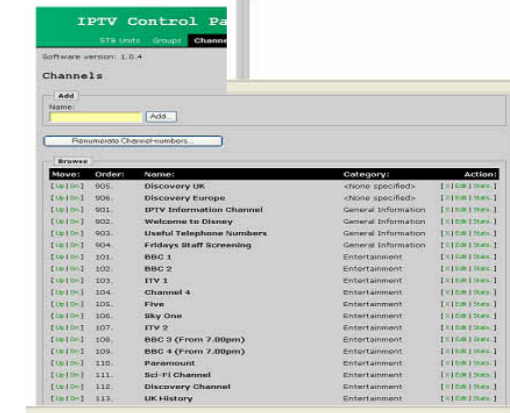 IPTV Control Pa
STB Units Groups Channe
Software version: 1.0.4
Channels
Add
Name:
Add...
Renumerate Channel-numbers...
Browse
Move: Order: Name: Category: Action:
[Up|Dn] 905. Discovery UK <None specified> [X|Edit|Stats.]
[Up|Dn] 906. Discovery Europe <None specified> [X|Edit|Stats.]
[Up|Dn] 901. IPTV Information Channel General Information [X|Edit|Stats.]
[Up|Dn] 902. Welcome to Disney General Information [X|Edit|Stats.]
[Up|Dn] 903. Useful Telephone Numbers General Information [X|Edit|Stats.]
[Up|Dn] 904. Fridays Staff Screening General Information [X|Edit|Stats.]
[Up|Dn] 101. BBC 1 Entertainment [X|Edit|Stats.]
[Up|Dn] 102. BBC 2 Entertainment [X|Edit|Stats.]
[Up|Dn] 103. ITV 1 Entertainment [X|Edit|Stats.]
[Up|Dn] 104. Channel 4 Entertainment [X|Edit|Stats.]
[Up|Dn] 105. Five Entertainment [X|Edit|Stats.]
[Up|Dn] 106. Sky One Entertainment [X|Edit|Stats.]
[Up|Dn] 107. ITV 2 Entertainment [X|Edit|Stats.]
[Up|Dn] 108. BBC 3 (From 7.00pm) Entertainment [X|Edit|Stats.]
[Up|Dn] 109. BBC 4 (From 7.00pm) Entertainment [X|Edit|Stats.]
[Up|Dn] 110. Paramount Entertainment [X|Edit|Stats.]
[Up|Dn] 111. Sci-Fi Channel Entertainment [X|Edit|Stats.]
[Up|Dn] 112. Discovery Channel Entertainment [X|Edit|Stats.]
[Up|Dn] 113. UK History Entertainment [X|Edit|Stats.]